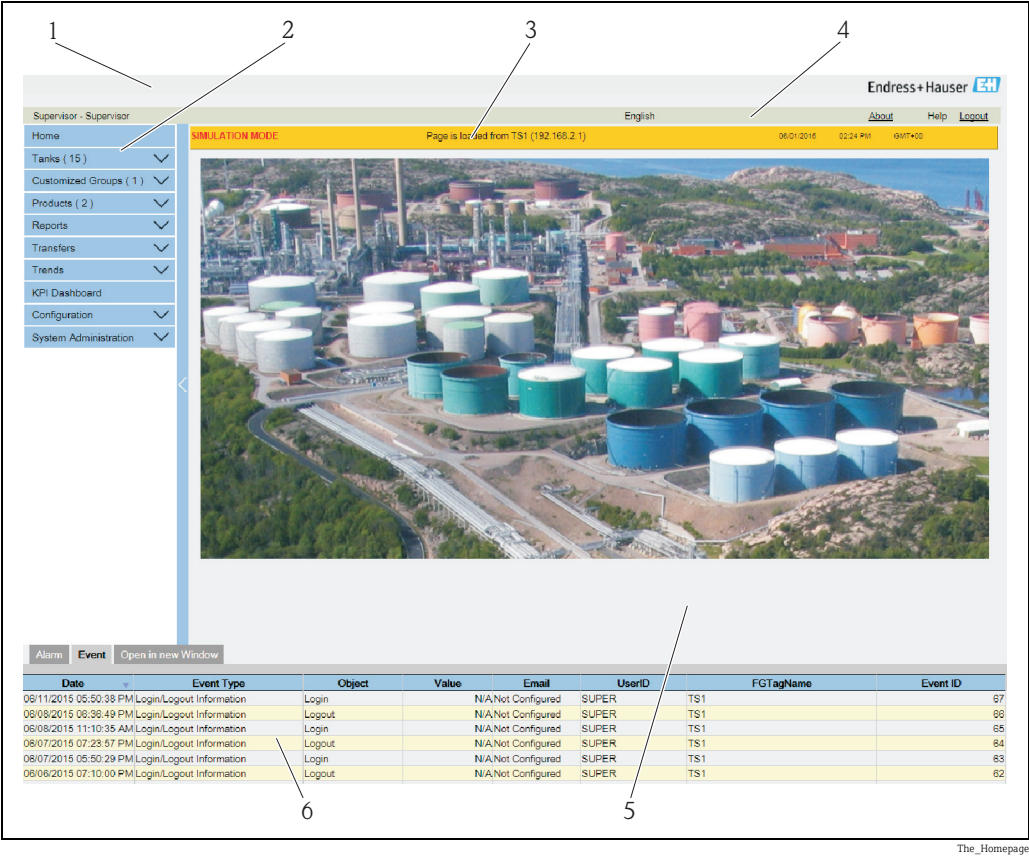 1
2
3
4
Endress+Hauser EH
Supervisor - Supervisor
English
About
Help
Logout
Home
Tanks ( 15 )
Customized Groups ( 1 )
Products ( 2 )
Reports
Transfers
Trends
KPI Dashboard
Configuration
System Administration
SIMULATION MODE
Page is loaded from TS1 (192.168.2.1)
06/01/2016
02:24 PM
GMT+00
Alarm
Event
Open in new Window
Date Event Type Object Value Email UserID FGTagName Event ID
06/11/2015 05:50:38 PM Login/Logout Information Login N/A Not Configured SUPER TS1 67
06/08/2015 06:36:49 PM Login/Logout Information Logout N/A Not Configured SUPER TS1 66
06/08/2015 11:10:35 AM Login/Logout Information Login N/A Not Configured SUPER TS1 65
06/07/2015 07:23:57 PM Login/Logout Information Logout N/A Not Configured SUPER TS1 64
06/07/2015 05:50:29 PM Login/Logout Information Login N/A Not Configured SUPER TS1 63
06/06/2015 07:10:00 PM Login/Logout Information Logout N/A Not Configured SUPER TS1 62
6
5
The_Homepage